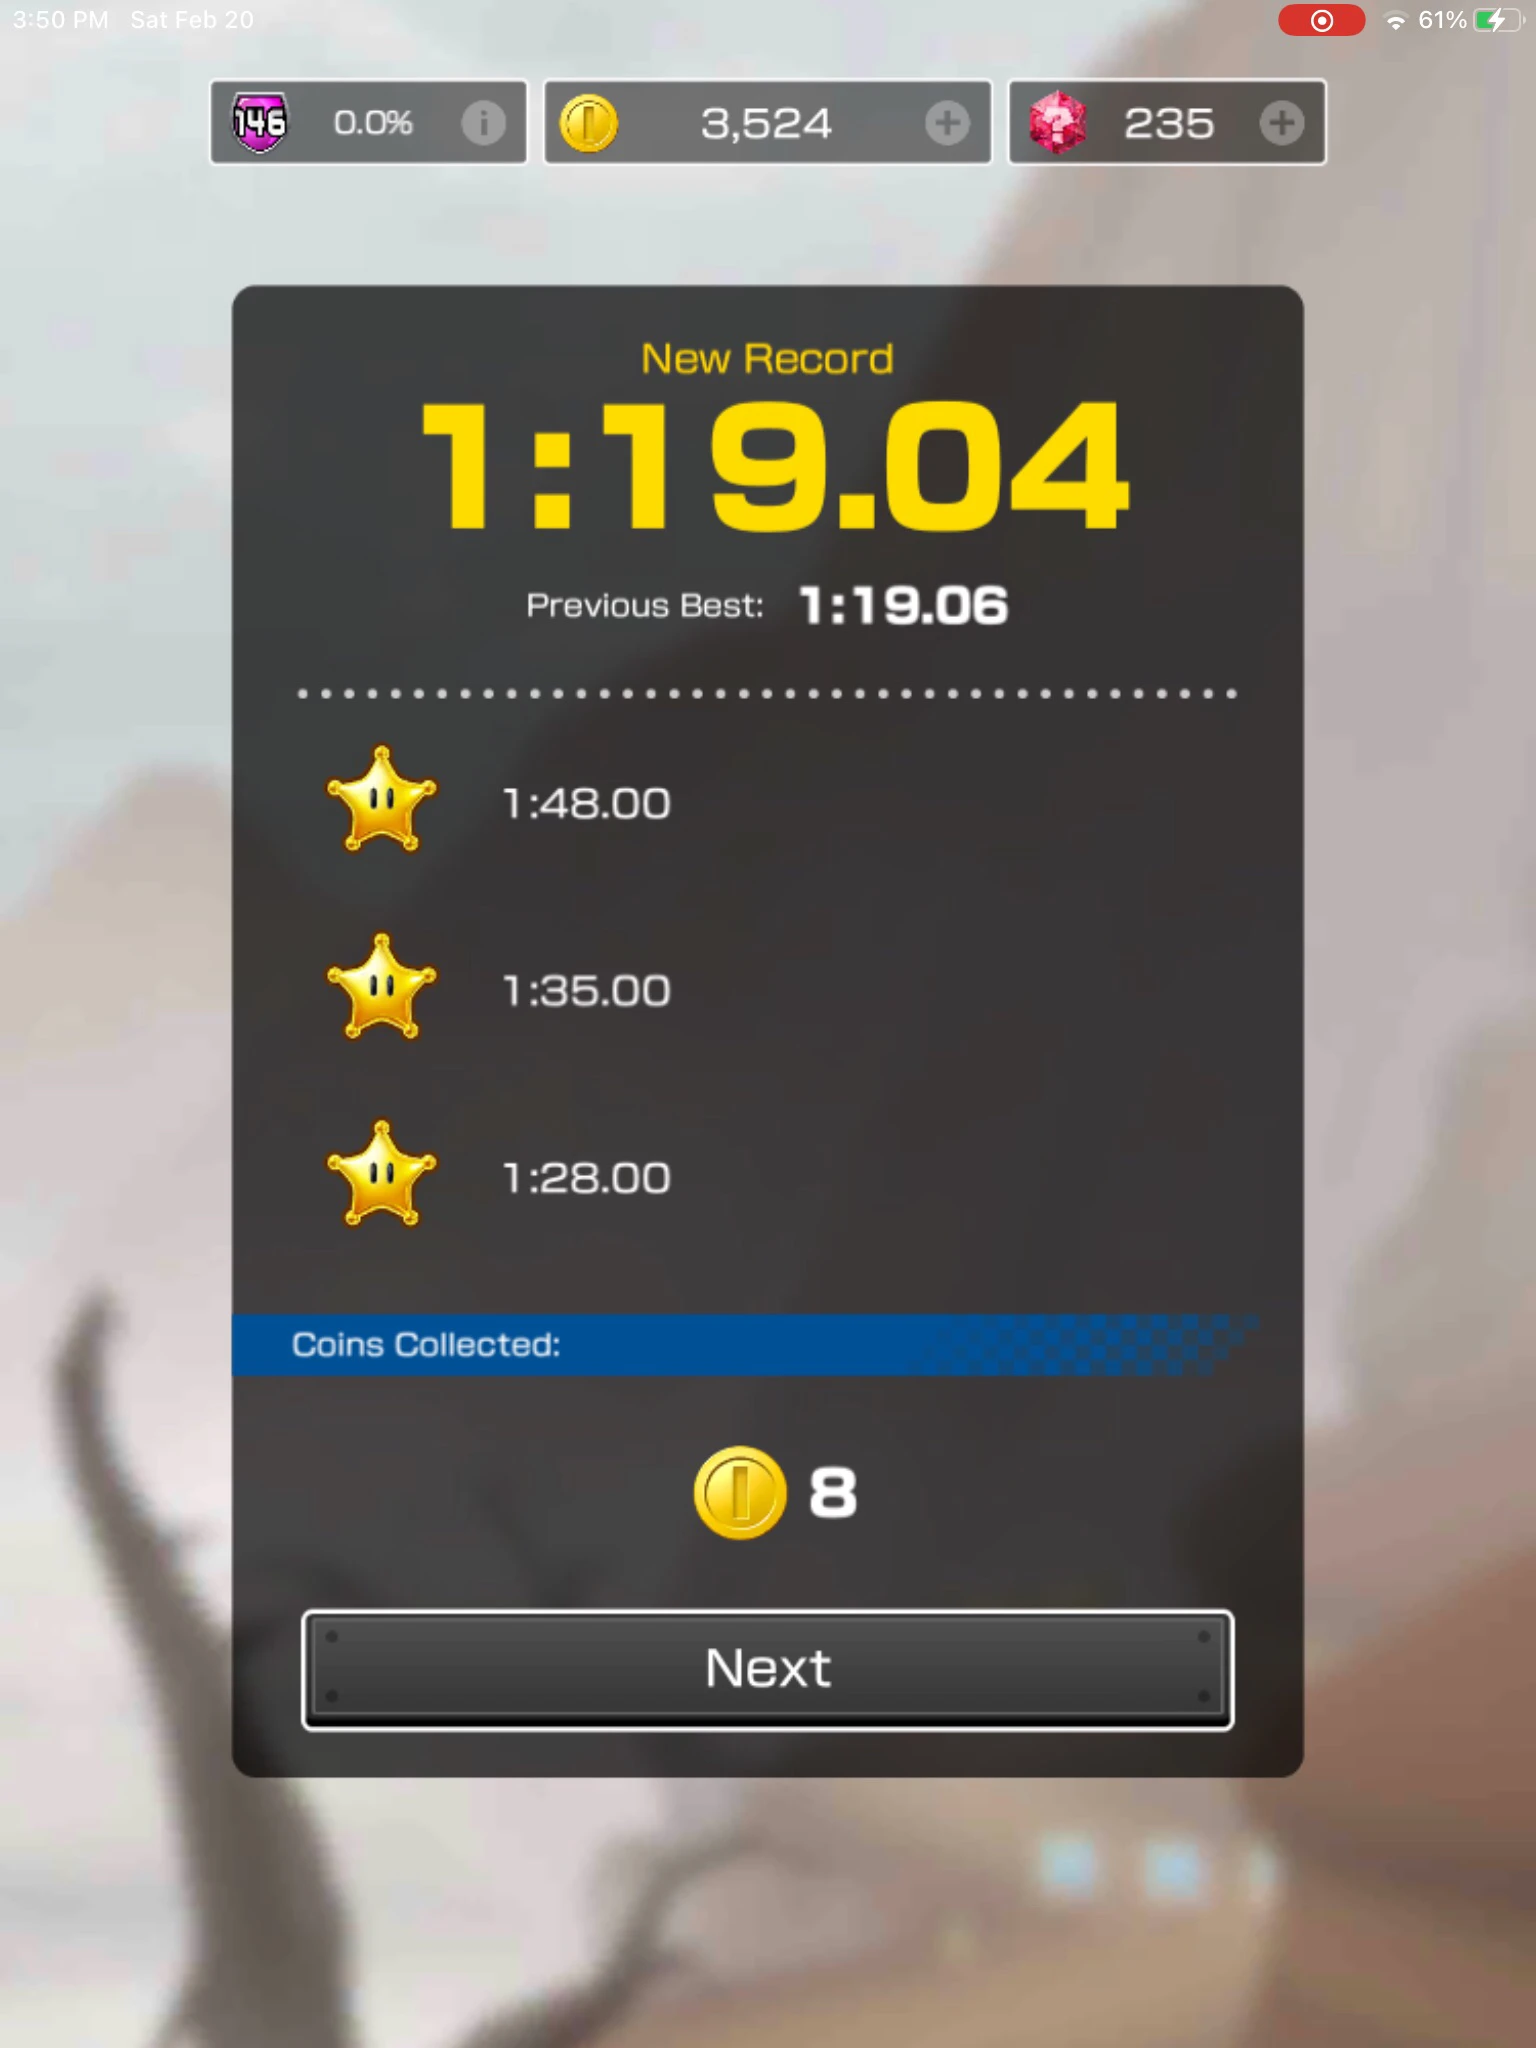 3:50 PM Sat Feb 20
61%
146 0.0% i 3,524 + 235 +
New Record
1:19.04
Previous Best: 1:19.06
1:48.00
1:35.00
1:28.00
Coins Collected:
8
Next